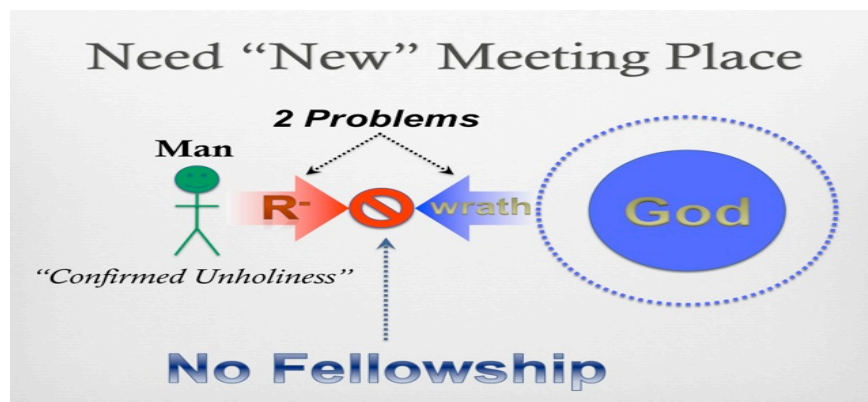 Need “New” Meeting Place
2 Problems
Man
R-
wrath
God
“Confirmed Unholiness”
No Fellowship